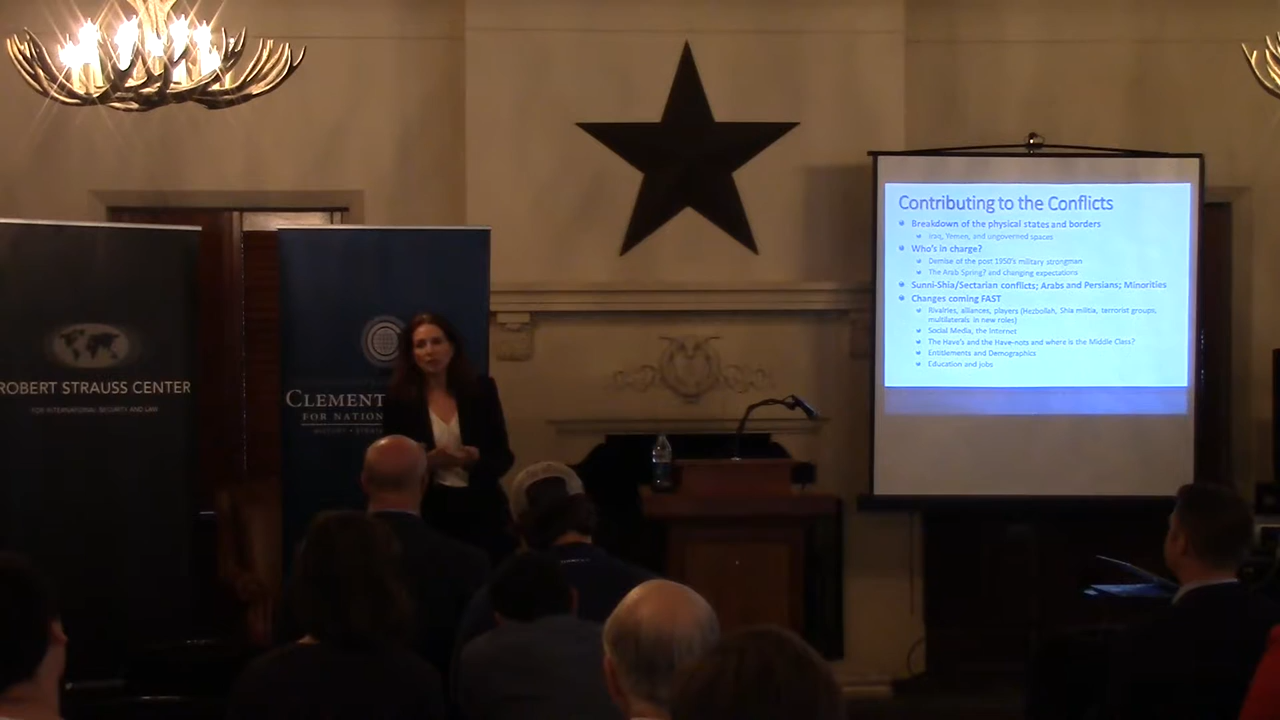 ROBERT STRAUSS CENTER
FOR INTERNATIONAL SECURITY AND LAW
CLEMENT
FOR NATION
Contributing to the Conflicts
Breakdown of the physical states and borders
Iraq, Yemen, and ungoverned spaces
Who's in charge?
Demise of the post 1950's military strongman
The Arab Spring? and changing expectations
Sunni-Shia/Sectarian conflicts; Arabs and Persians; Minorities
Changes coming FAST
Rivalries, alliances, players (Hezbollah, Shia militia, terrorist groups,
multilaterals in new roles)
Social Media, the Internet
The Have's and the Have-nots and where is the Middle Class?
Entitlements and Demographics
Education and jobs